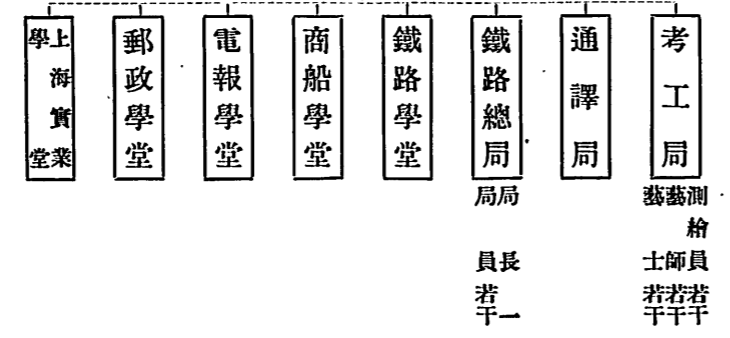 考工局
測繪員若干
藝師若干
藝士若干
通譯局
鐵路總局
局長一
局員若干
鐵路學堂
商船學堂
電報學堂
郵政學堂
上海實業
學堂